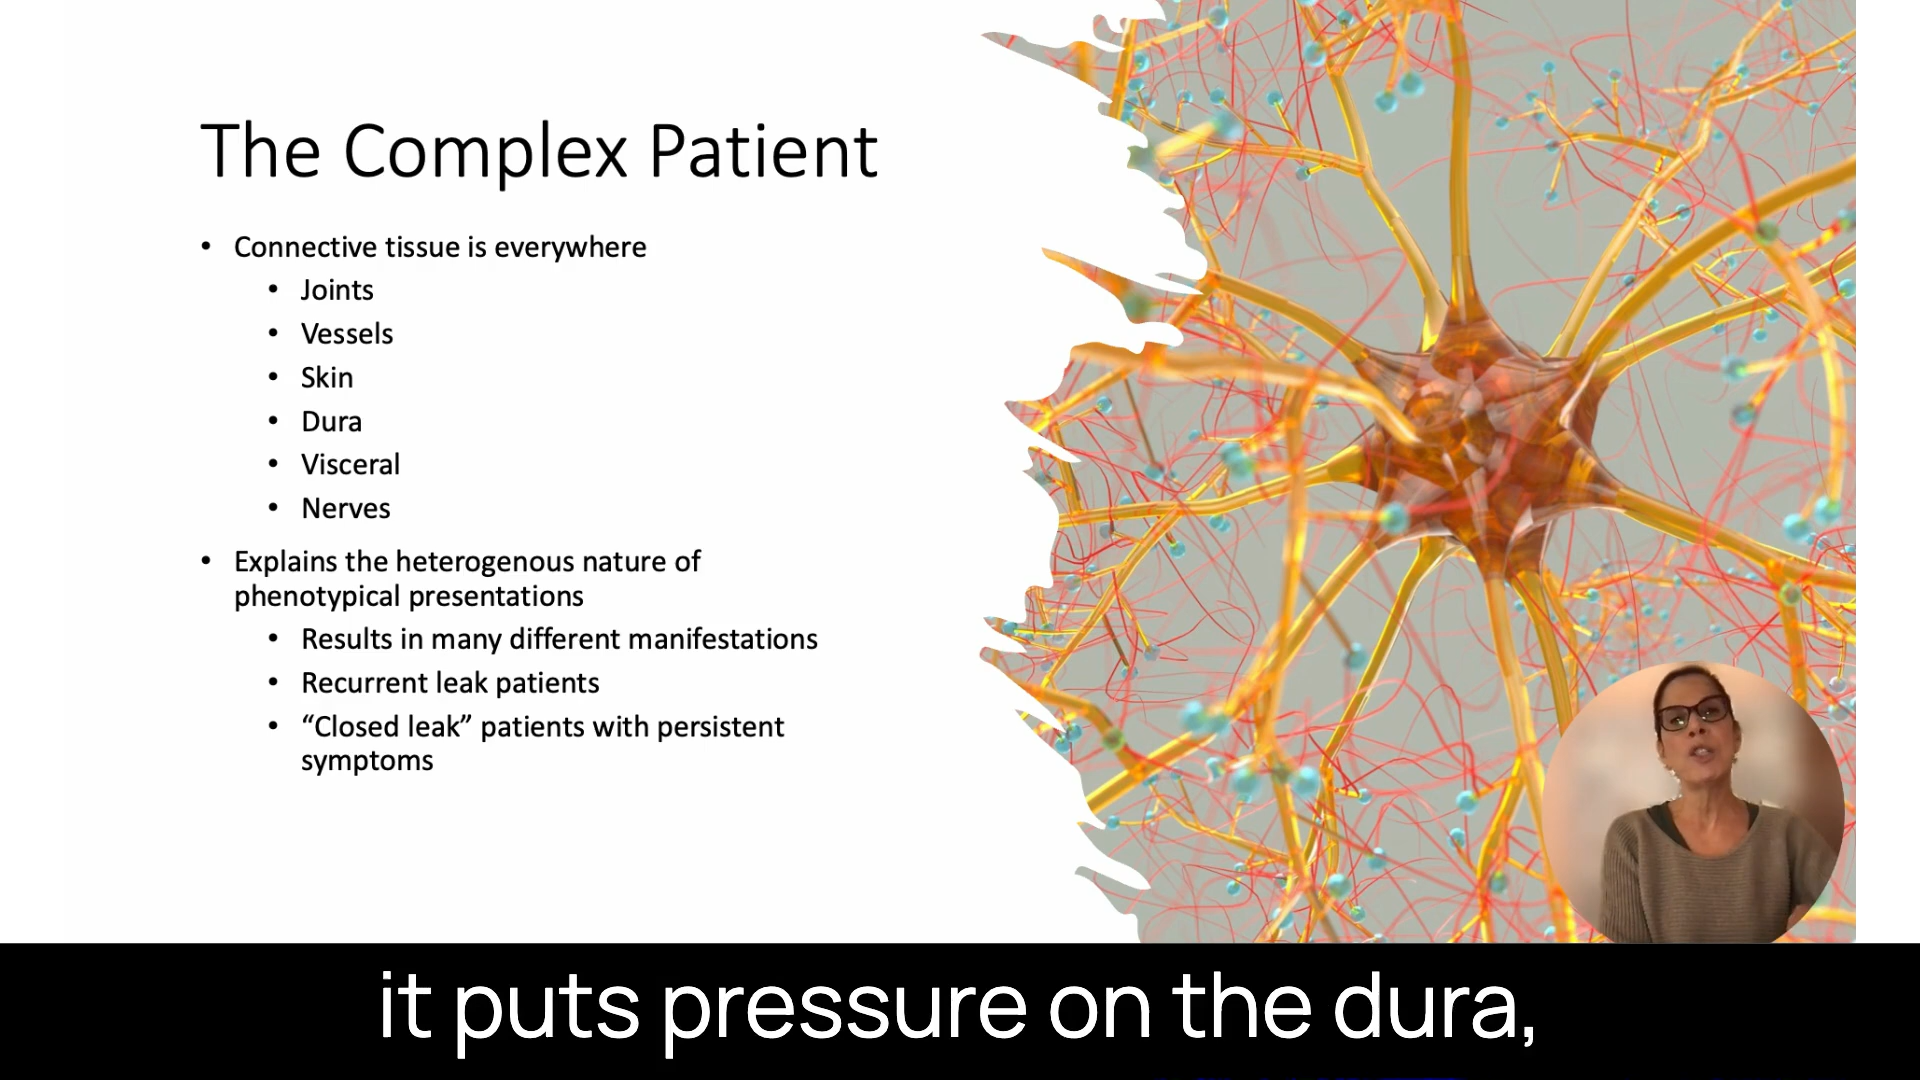 The Complex Patient
• Connective tissue is everywhere
• Joints
• Vessels
• Skin
• Dura
• Visceral
• Nerves
• Explains the heterogenous nature of
phenotypical presentations
• Results in many different manifestations
• Recurrent leak patients
• “Closed leak” patients with persistent
symptoms
it puts pressure on the dura,